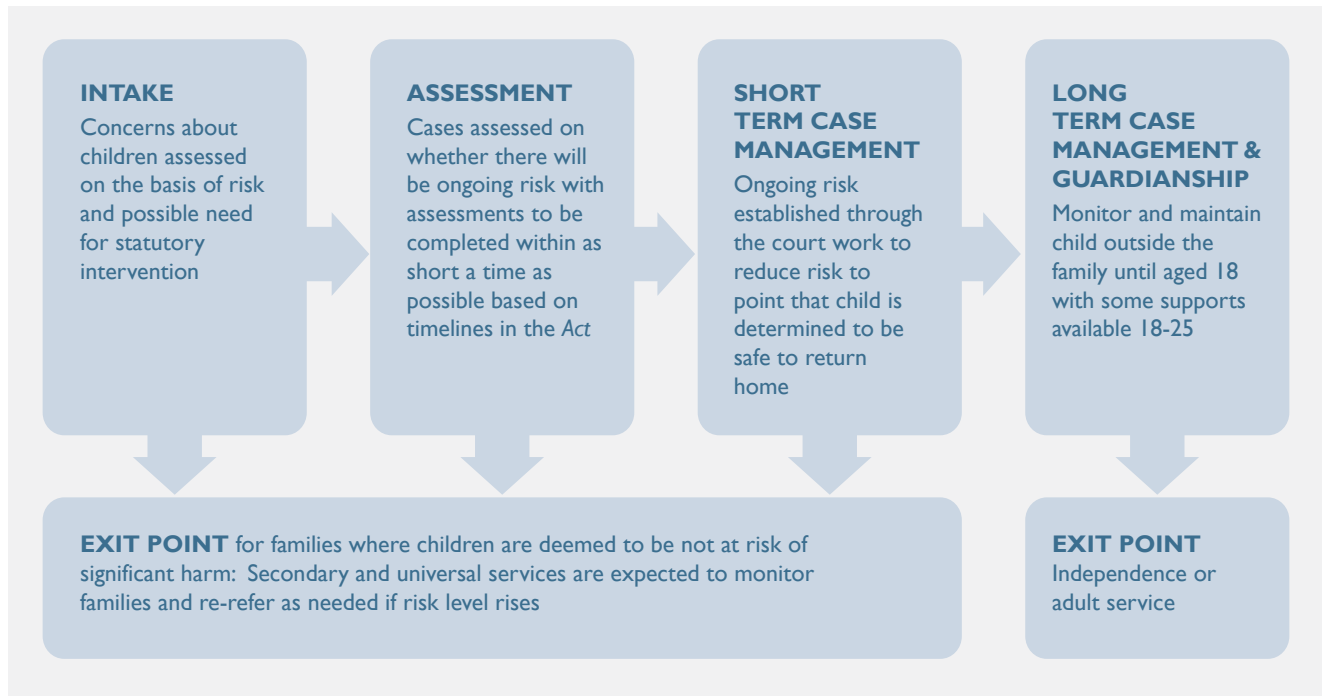 INTAKE
Concerns about
children assessed
on the basis of risk
and possible need
for statutory
intervention
ASSESSMENT
Cases assessed on
whether there will
be ongoing risk with
assessments to be
completed within as
short a time as
possible based on
timelines in the Act
SHORT
TERM CASE
MANAGEMENT
Ongoing risk
established through
the court work to
reduce risk to
point that child is
determined to be
safe to return
home
LONG
TERM CASE
MANAGEMENT &
GUARDIANSHIP
Monitor and maintain
child outside the
family until aged 18
with some supports
available 18-25
EXIT POINT for families where children are deemed to be not at risk of
significant harm: Secondary and universal services are expected to monitor
families and re-refer as needed if risk level rises
EXIT POINT
Independence or
adult service